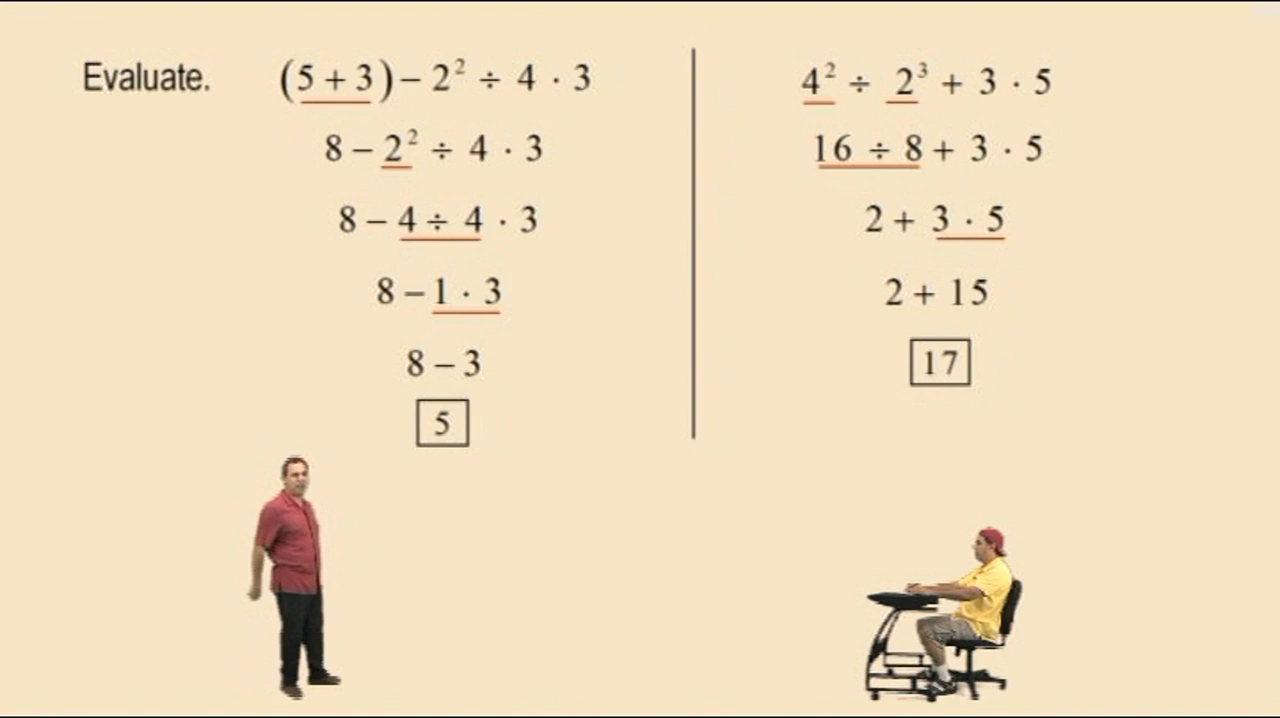 Evaluate. (5 + 3) − 2² ÷ 4 · 3
8 − 2² ÷ 4 · 3
8 − 4 ÷ 4 · 3
8 − 1 · 3
8 − 3
5
4² ÷ 2³ + 3 · 5
16 ÷ 8 + 3 · 5
2 + 3 · 5
2 + 15
17